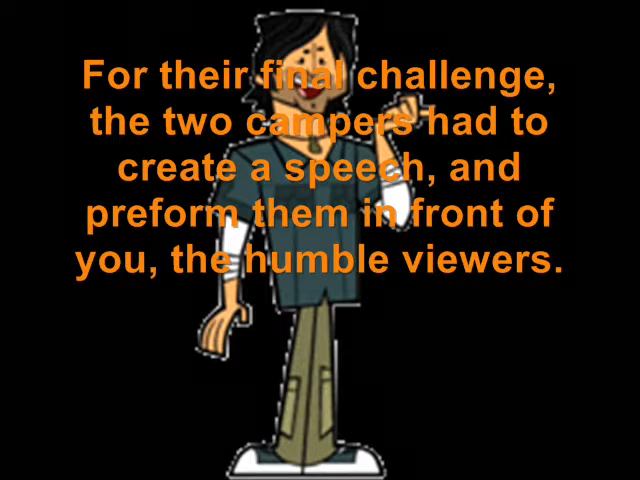 For their final challenge,
the two campers had to
create a speech, and
preform them in front of
you, the humble viewers.